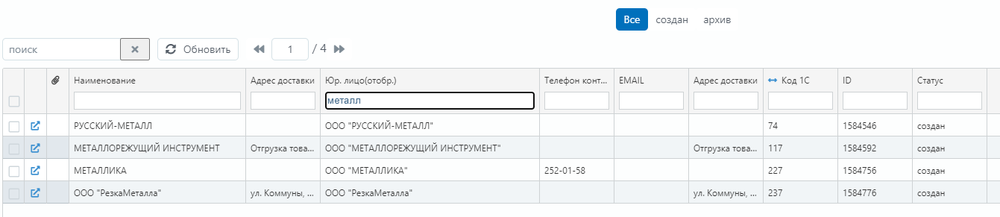 Все создан архив
поиск Обновить 1 / 4
Наименование Адрес доставки Юр. лицо(отобр.) Телефон конт... EMAIL Адрес доставки Код 1С ID Статус
металл
РУССКИЙ-МЕТАЛЛ ООО "РУССКИЙ-МЕТАЛЛ" 74 1584546 создан
МЕТАЛЛОРЕЖУЩИЙ ИНСТРУМЕНТ Отгрузка това... ООО "МЕТАЛЛОРЕЖУЩИЙ ИНСТРУМЕНТ" Отгрузка това... 117 1584592 создан
МЕТАЛЛИКА ООО "МЕТАЛЛИКА" 252-01-58 227 1584756 создан
ООО "РезкаМеталла" ул. Коммуны, ... ООО "РезкаМеталла" ул. Коммуны, ... 237 1584776 создан